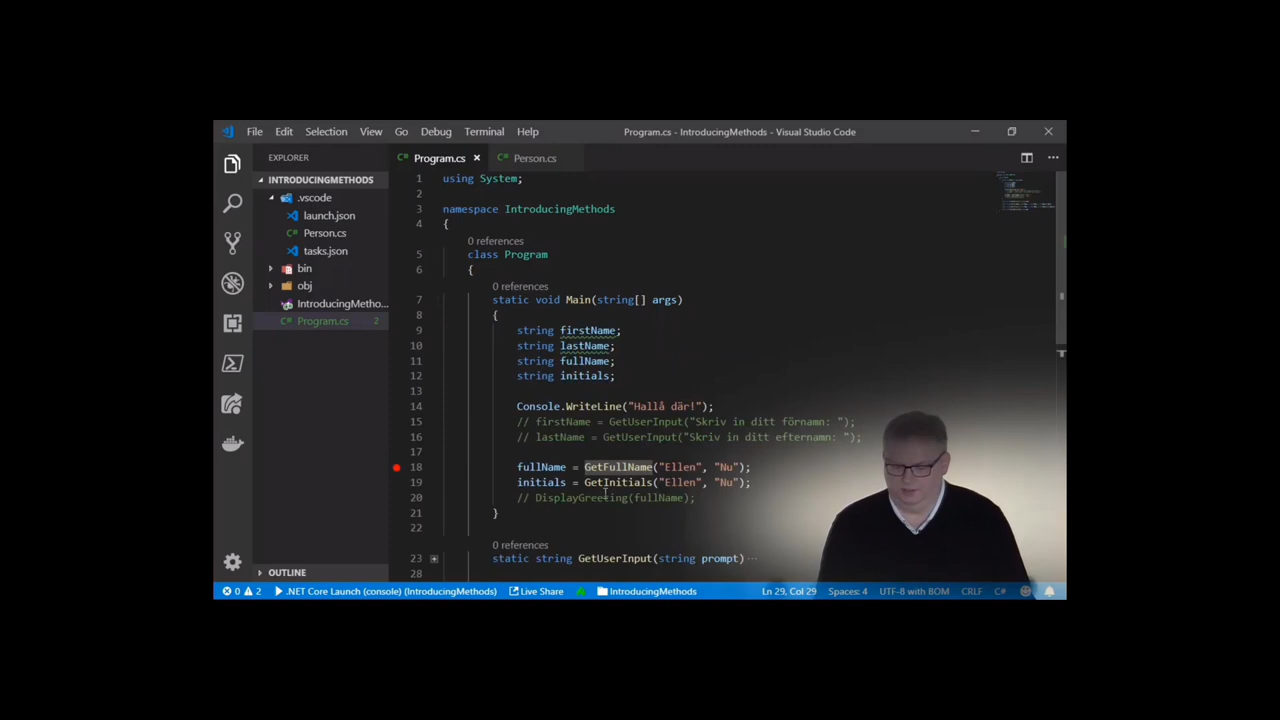 File Edit Selection View Go Debug Terminal Help Program.cs - IntroducingMethods - Visual Studio Code
EXPLORER
INTRODUCINGMETHODS
.vscode
launch.json
Person.cs
tasks.json
bin
obj
IntroducingMetho...
Program.cs 2
OUTLINE
Program.cs Person.cs
1 using System;
2
3 namespace IntroducingMethods
4 {
0 references
5 class Program
6 {
0 references
7 static void Main(string[] args)
8 {
9 string firstName;
10 string lastName;
11 string fullName;
12 string initials;
13
14 Console.WriteLine("Hallå där!");
15 // firstName = GetUserInput("Skriv in ditt förnamn: ");
16 // lastName = GetUserInput("Skriv in ditt efternamn: ");
17
18 fullName = GetFullName("Ellen", "Nu");
19 initials = GetInitials("Ellen", "Nu");
20 // DisplayGreeting(fullName);
21 }
22
0 references
23 static string GetUserInput(string prompt) ...
28
0 2 .NET Core Launch (console) (IntroducingMethods) Live Share IntroducingMethods Ln 29, Col 29 Spaces: 4 UTF-8 with BOM CRLF C#